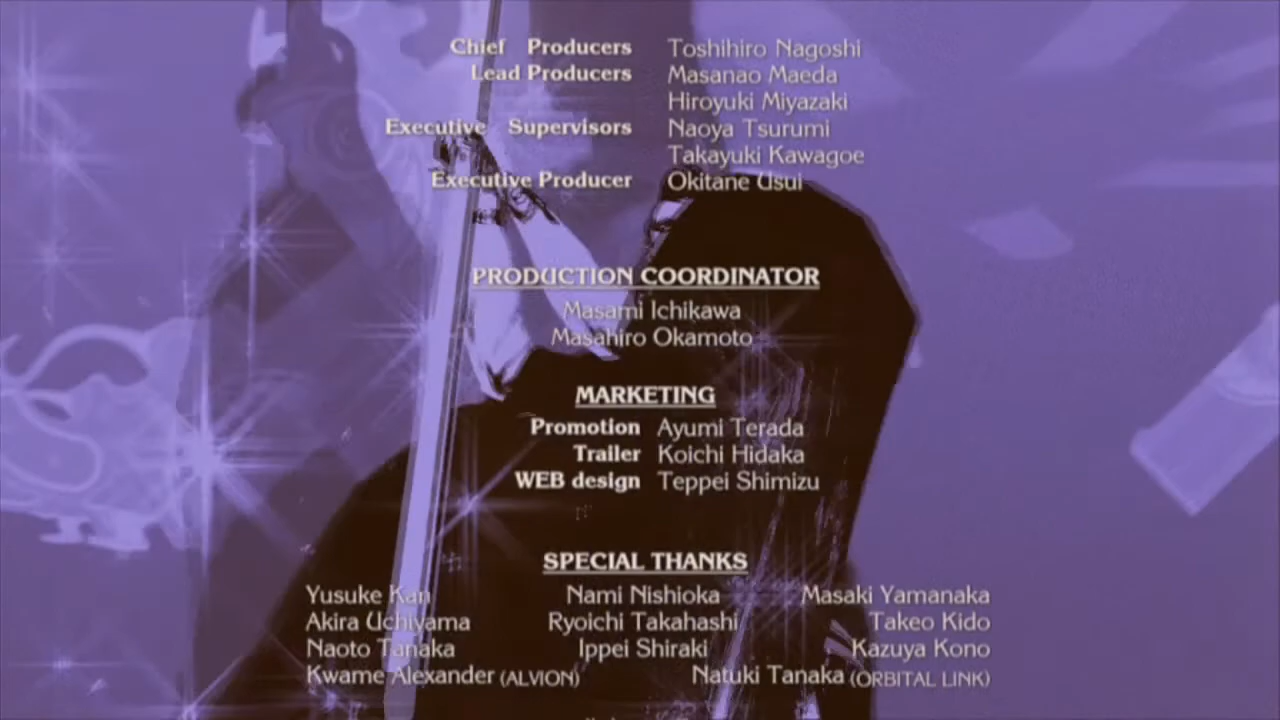 Chief Producers Toshihiro Nagoshi
Lead Producers Masanao Maeda
Hiroyuki Miyazaki
Executive Supervisors Naoya Tsurumi
Takayuki Kawagoe
Executive Producer Okitane Usui
PRODUCTION COORDINATOR
Masami Ichikawa
Masahiro Okamoto
MARKETING
Promotion Ayumi Terada
Trailer Koichi Hidaka
WEB design Teppei Shimizu
SPECIAL THANKS
Yusuke Kan Nami Nishioka Masaki Yamanaka
Akira Uchiyama Ryoichi Takahashi Takeo Kido
Naoto Tanaka Ippei Shiraki Kazuya Kono
Kwame Alexander (ALVION) Natuki Tanaka (ORBITAL LINK)